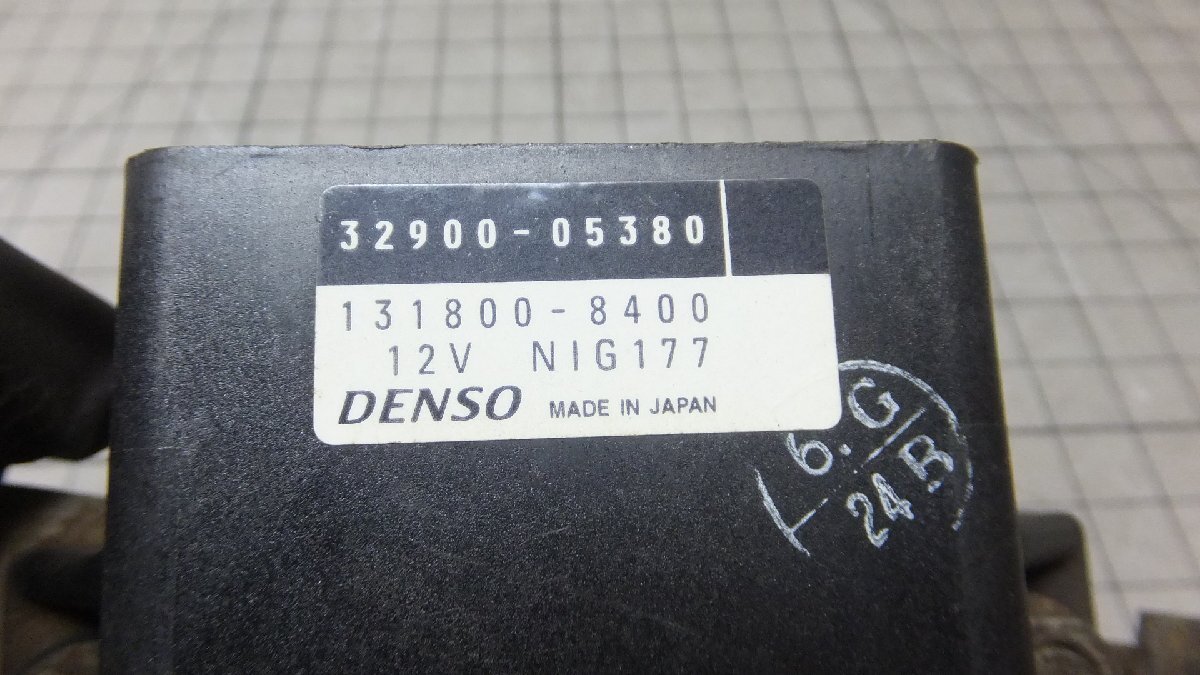 32900-05380
131800-8400
12V NIG177
DENSO MADE IN JAPAN
6.G
24 B